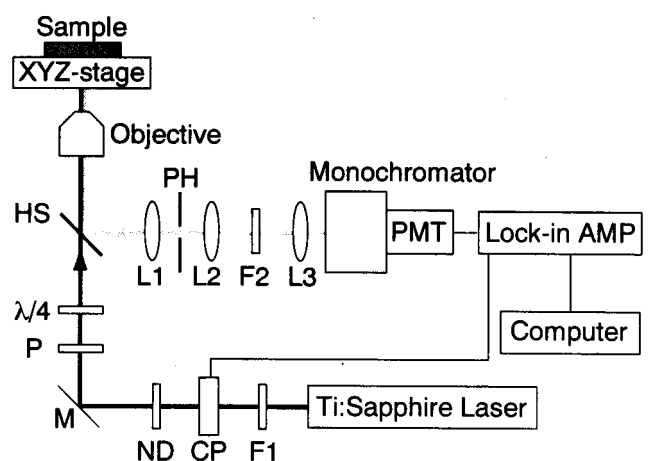 Sample
XYZ-stage
Objective
PH
Monochromator
HS
PMT
Lock-in AMP
L1
L2
F2
L3
λ/4
Computer
P
Ti:Sapphire Laser
M
ND
CP
F1